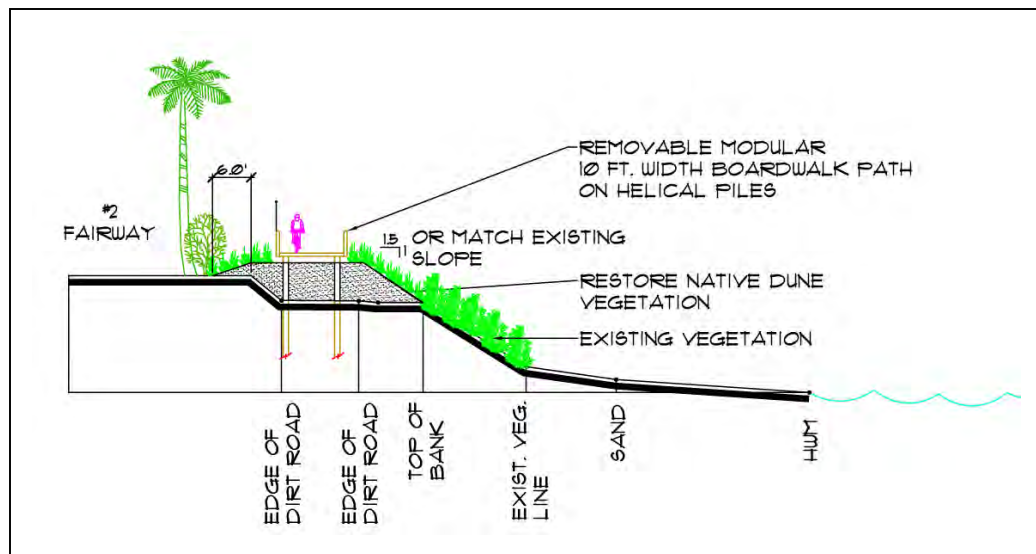 REMOVABLE MODULAR
10 FT. WIDTH BOARDWALK PATH
ON HELICAL PILES
6.0'
#2
FAIRWAY
1.5
1
OR MATCH EXISTING
SLOPE
RESTORE NATIVE DUNE
VEGETATION
EXISTING VEGETATION
EDGE OF
DIRT ROAD
EDGE OF
DIRT ROAD
TOP OF
BANK
EXIST. VEG.
LINE
SAND
HWM